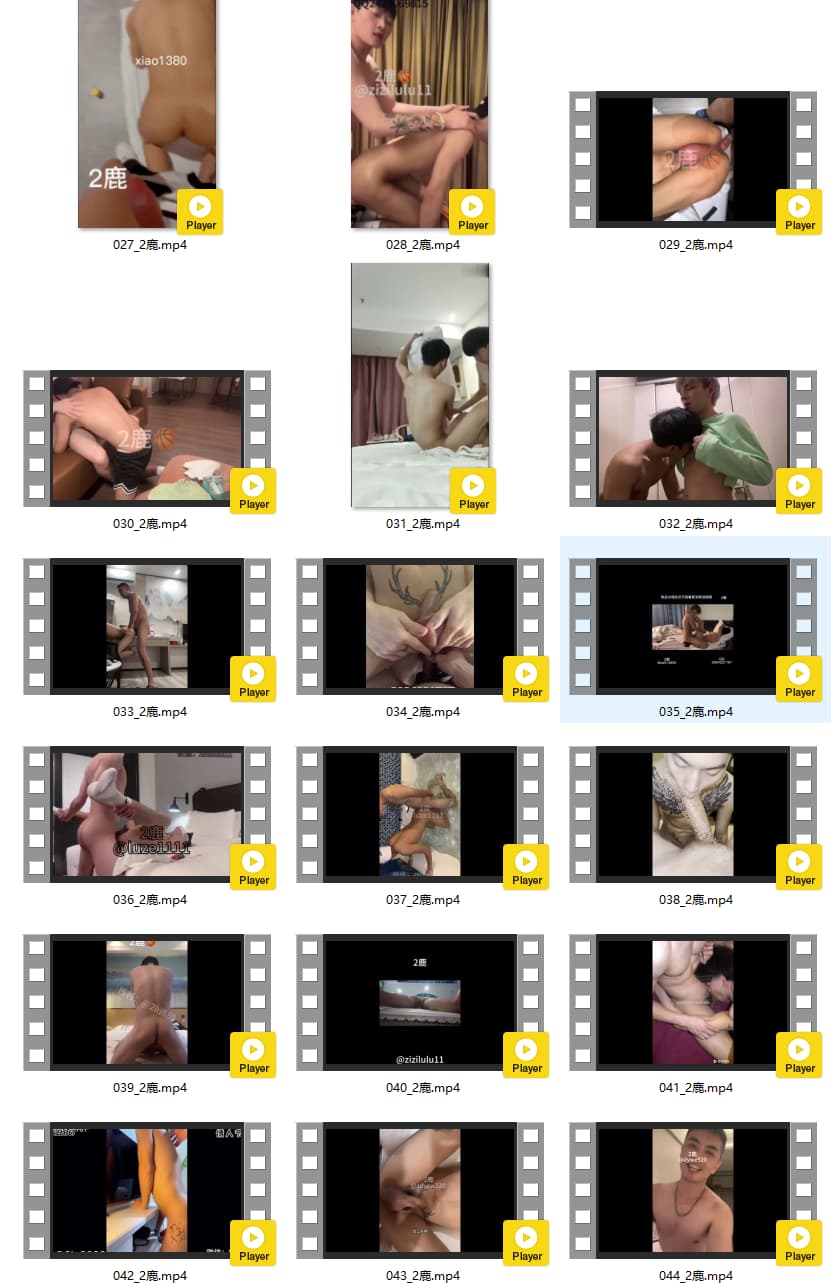 xiao1380
2鹿
Player
027_2鹿.mp4
2鹿
@zizilulu11
Player
028_2鹿.mp4
2鹿
Player
029_2鹿.mp4
2鹿
Player
030_2鹿.mp4
Player
031_2鹿.mp4
Player
032_2鹿.mp4
Player
033_2鹿.mp4
Player
034_2鹿.mp4
2鹿
Player
035_2鹿.mp4
2鹿
@luze1111
Player
036_2鹿.mp4
Player
037_2鹿.mp4
Player
038_2鹿.mp4
2鹿
Player
039_2鹿.mp4
2鹿
@zizilulu11
Player
040_2鹿.mp4
Player
041_2鹿.mp4
Player
042_2鹿.mp4
2鹿
Player
043_2鹿.mp4
2鹿
Player
044_2鹿.mp4